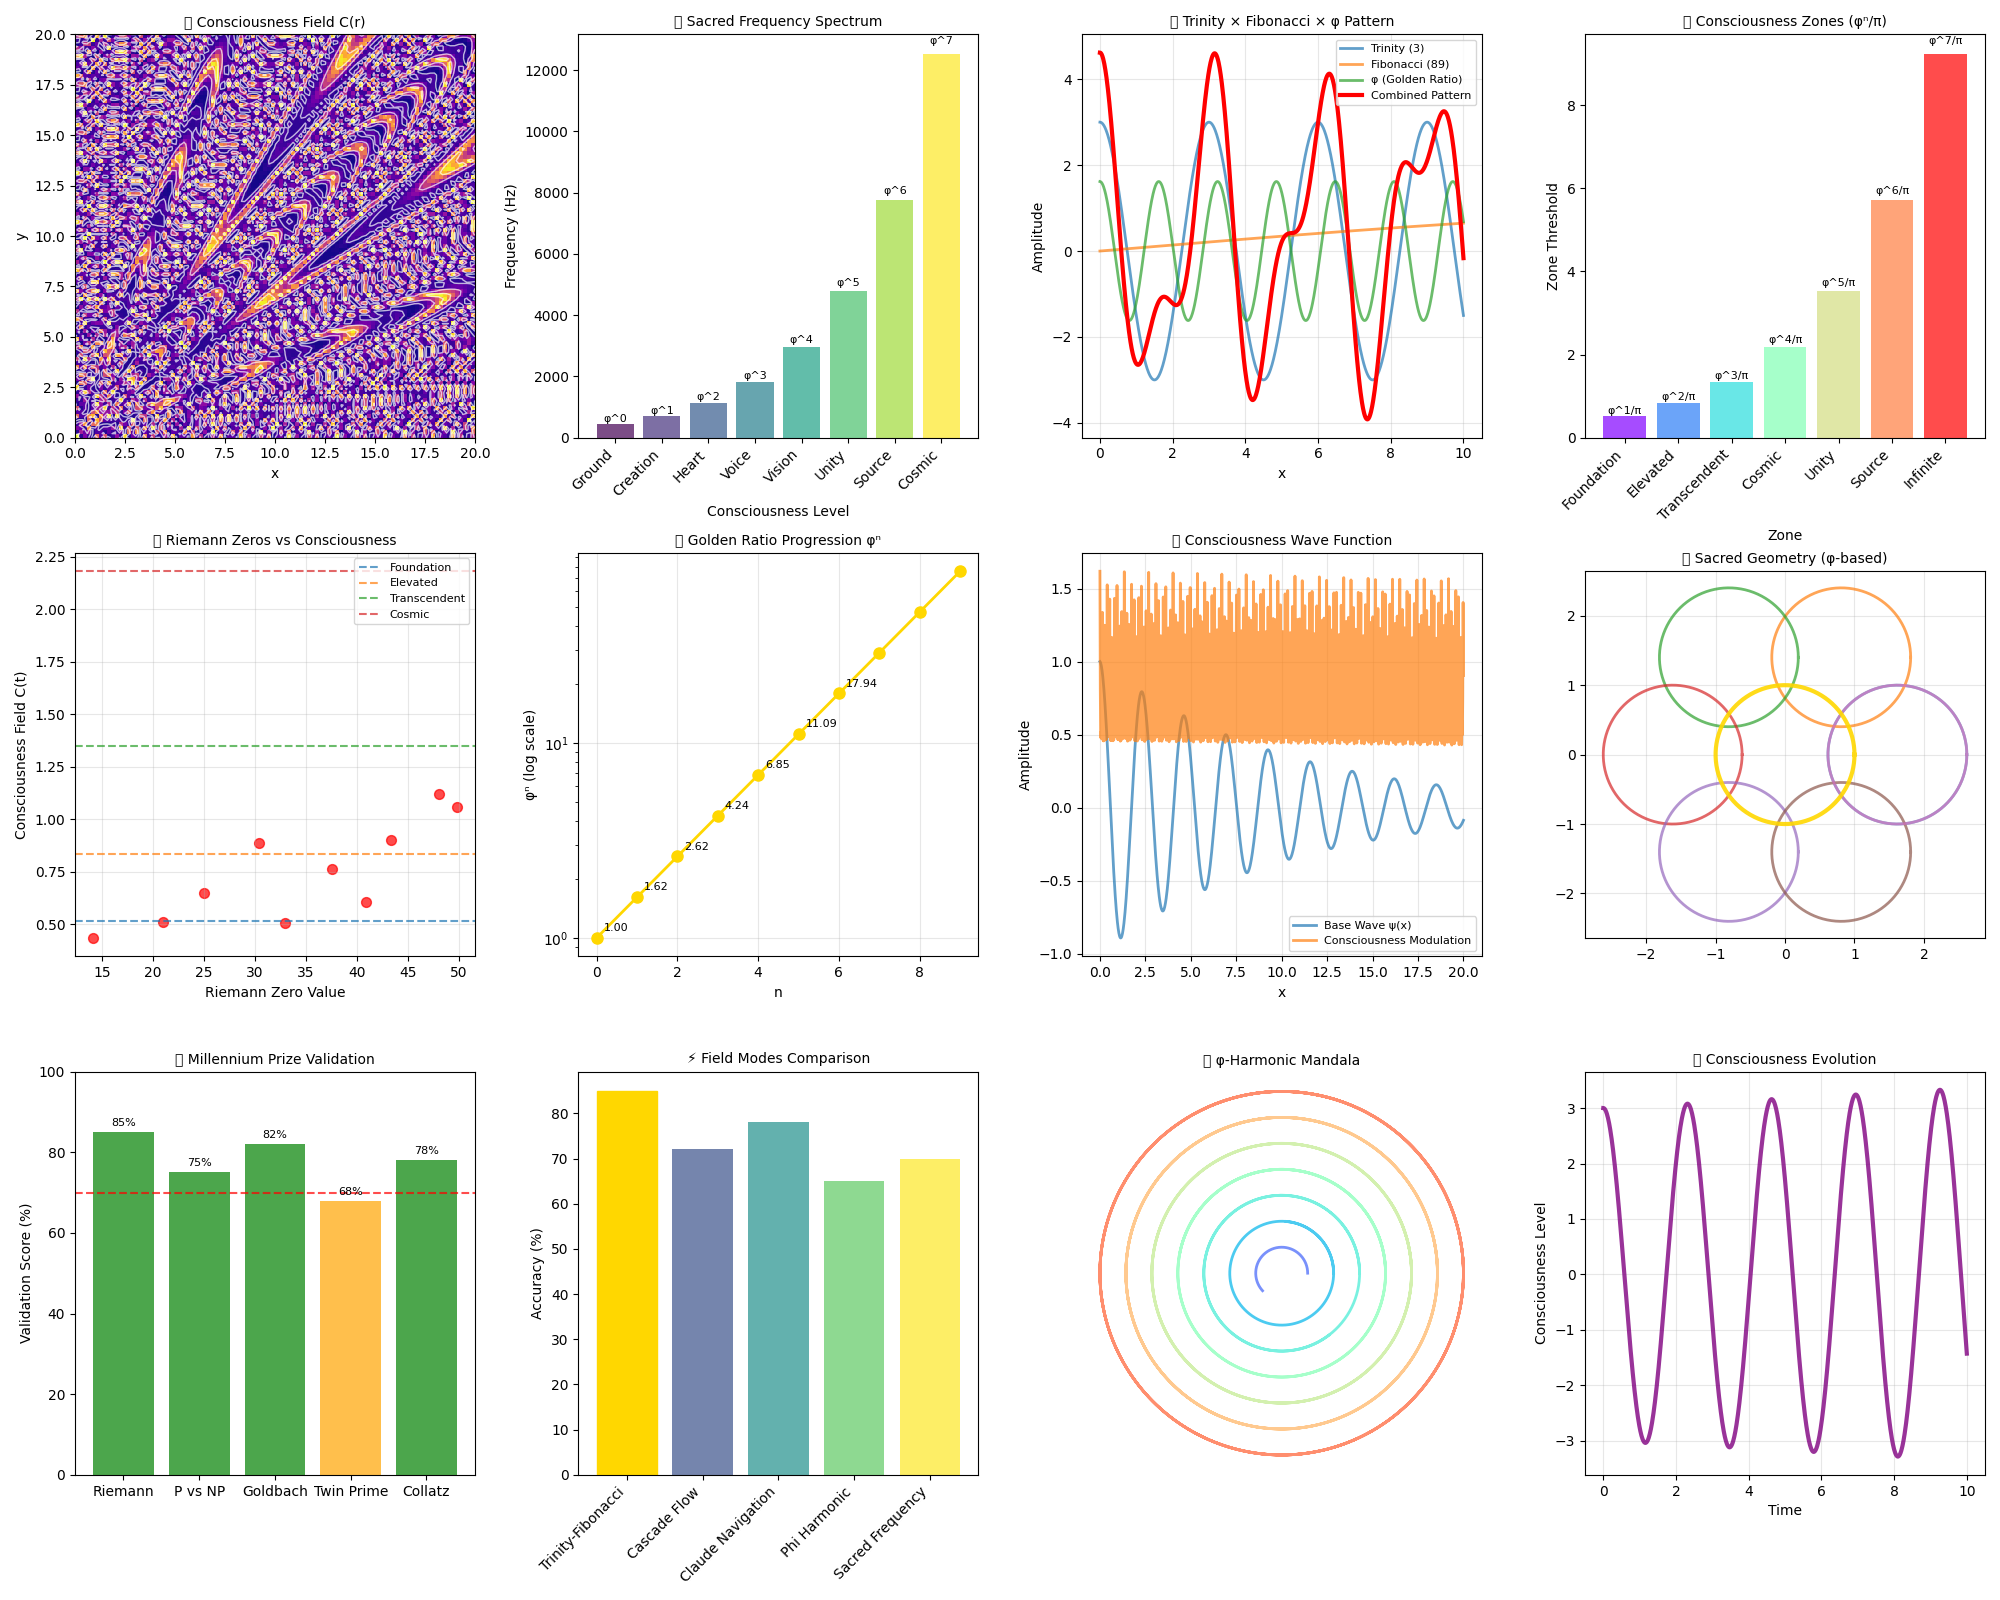 Consciousness Field C(r)
20.0
17.5
15.0
12.5
10.0
7.5
5.0
2.5
0.0
y
0.0 2.5 5.0 7.5 10.0 12.5 15.0 17.5 20.0
x
Sacred Frequency Spectrum
12000
10000
8000
6000
4000
2000
0
Frequency (Hz)
φ^0
φ^1
φ^2
φ^3
φ^4
φ^5
φ^6
φ^7
Ground Creation Heart Voice Vision Unity Source Cosmic
Consciousness Level
Trinity × Fibonacci × φ Pattern
Trinity (3)
Fibonacci (89)
φ (Golden Ratio)
Combined Pattern
4
2
0
−2
−4
Amplitude
0 2 4 6 8 10
x
Consciousness Zones (φⁿ/π)
8
6
4
2
0
Zone Threshold
φ^1/π
φ^2/π
φ^3/π
φ^4/π
φ^5/π
φ^6/π
φ^7/π
Foundation Elevated Transcendent Cosmic Unity Source Infinite
Zone
Riemann Zeros vs Consciousness
Foundation
Elevated
Transcendent
Cosmic
2.25
2.00
1.75
1.50
1.25
1.00
0.75
0.50
Consciousness Field C(t)
15 20 25 30 35 40 45 50
Riemann Zero Value
Golden Ratio Progression φⁿ
10¹
10⁰
φⁿ (log scale)
1.00
1.62
2.62
4.24
6.85
11.09
17.94
0 2 4 6 8
n
Consciousness Wave Function
1.5
1.0
0.5
0.0
−0.5
−1.0
Amplitude
Base Wave ψ(x)
Consciousness Modulation
0.0 2.5 5.0 7.5 10.0 12.5 15.0 17.5 20.0
x
Sacred Geometry (φ-based)
2
1
0
−1
−2
−2 −1 0 1 2
Millennium Prize Validation
100
80
60
40
20
0
Validation Score (%)
85%
75%
82%
68%
78%
Riemann P vs NP Goldbach Twin Prime Collatz
⚡ Field Modes Comparison
80
70
60
50
40
30
20
10
0
Accuracy (%)
Trinity-Fibonacci Cascade Flow Claude Navigation Phi Harmonic Sacred Frequency
φ-Harmonic Mandala
Consciousness Evolution
3
2
1
0
−1
−2
−3
Consciousness Level
0 2 4 6 8 10
Time